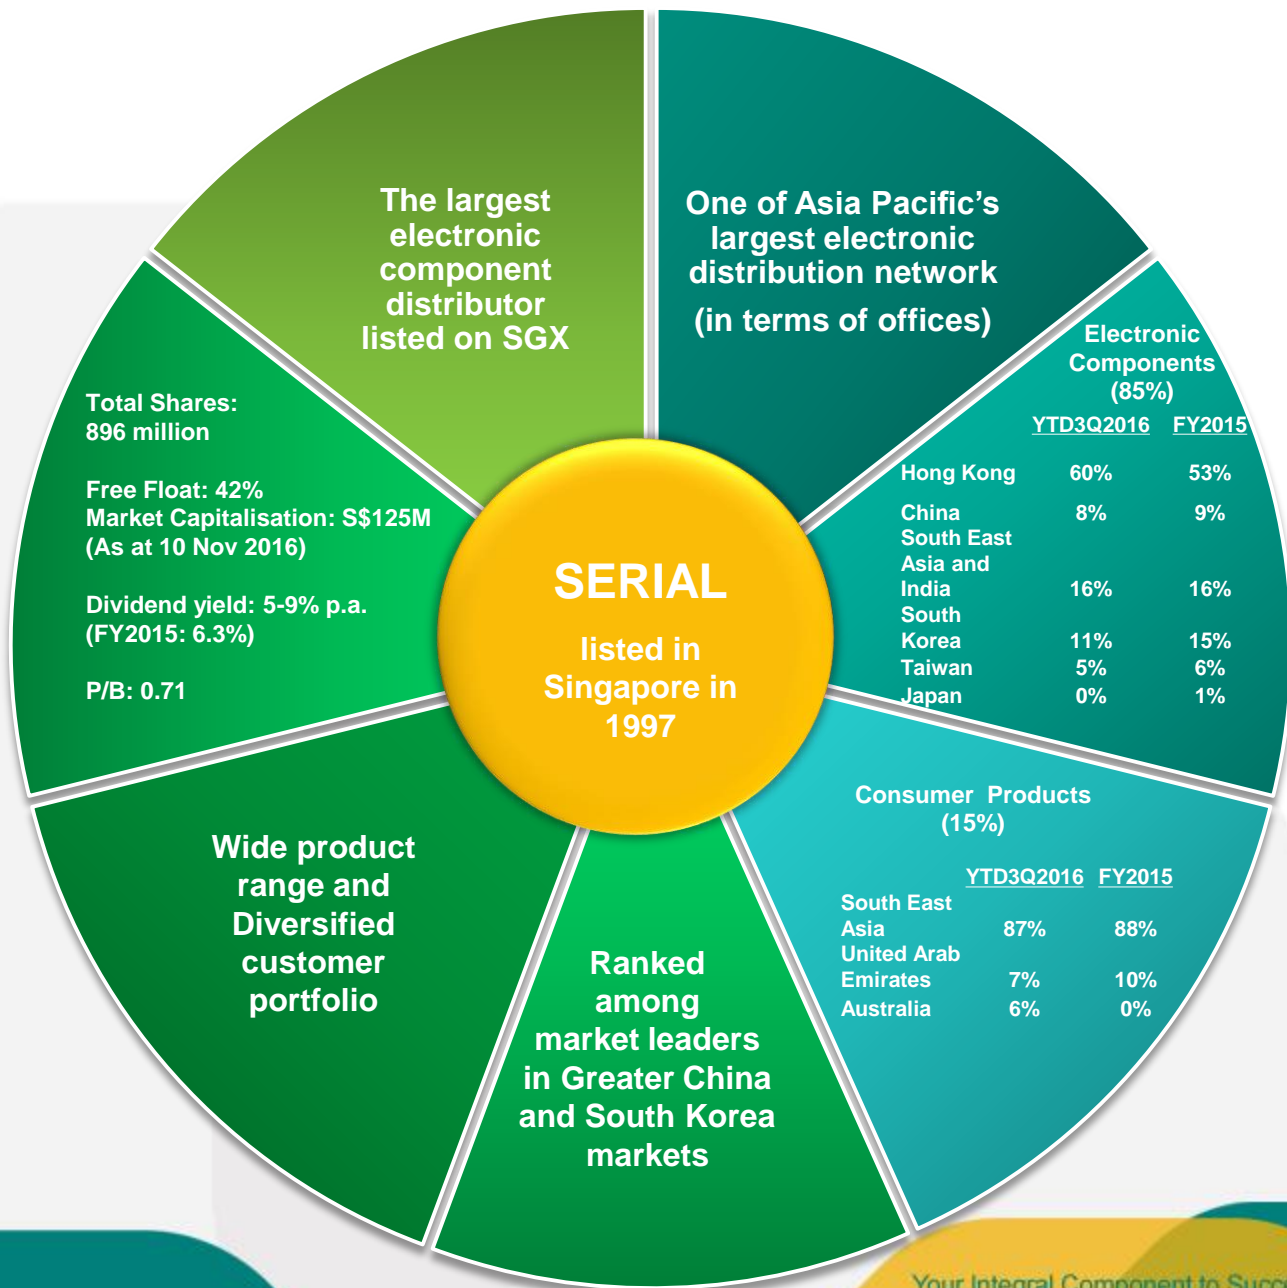 The largest
electronic
component
distributor
listed on SGX
One of Asia Pacific’s
largest electronic
distribution network
(in terms of offices)
Electronic
Components
(85%)
YTD3Q2016 FY2015
Hong Kong 60% 53%
China 8% 9%
South East
Asia and
India 16% 16%
South
Korea 11% 15%
Taiwan 5% 6%
Japan 0% 1%
Total Shares:
896 million
Free Float: 42%
Market Capitalisation: S$125M
(As at 10 Nov 2016)
Dividend yield: 5-9% p.a.
(FY2015: 6.3%)
P/B: 0.71
SERIAL
listed in
Singapore in
1997
Consumer Products
(15%)
YTD3Q2016 FY2015
South East
Asia 87% 88%
United Arab
Emirates 7% 10%
Australia 6% 0%
Wide product
range and
Diversified
customer
portfolio
Ranked
among
market leaders
in Greater China
and South Korea
markets
Your Integral Component to